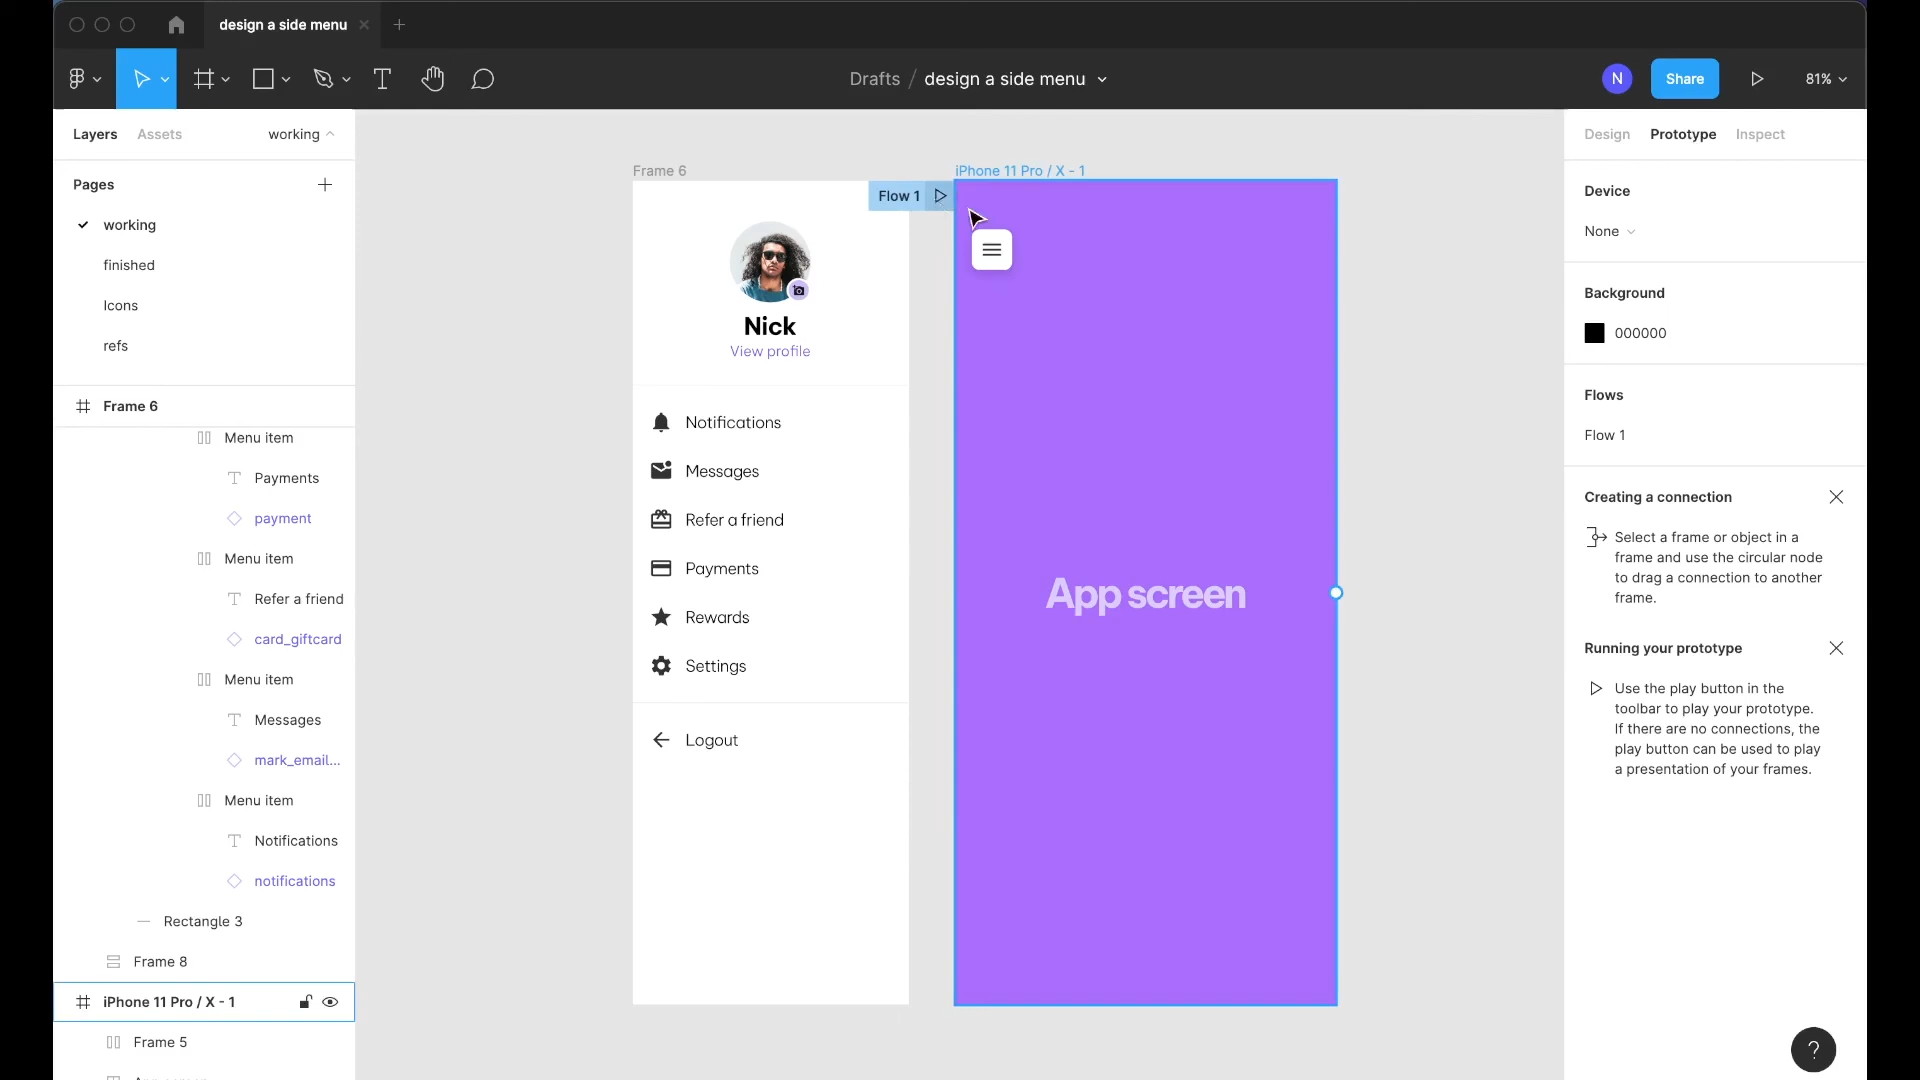 design a side menu
Drafts / design a side menu
N
Share
81%
Layers
Assets
working
Pages
working
finished
Icons
refs
Frame 6
Menu item
Payments
payment
Menu item
Refer a friend
card_giftcard
Menu item
Messages
mark_email...
Menu item
Notifications
notifications
Rectangle 3
Frame 8
iPhone 11 Pro / X - 1
Frame 5
Frame 6
Nick
View profile
Notifications
Messages
Refer a friend
Payments
Rewards
Settings
Logout
iPhone 11 Pro / X - 1
Flow 1
App screen
Design
Prototype
Inspect
Device
None
Background
000000
Flows
Flow 1
Creating a connection
Select a frame or object in a
frame and use the circular node
to drag a connection to another
frame.
Running your prototype
Use the play button in the
toolbar to play your prototype.
If there are no connections, the
play button can be used to play
a presentation of your frames.
?